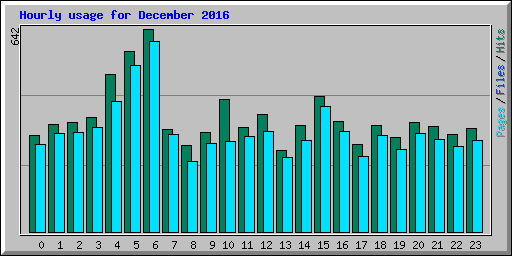 Hourly usage for December 2016
642
Pages/Files/Hits
0 1 2 3 4 5 6 7 8 9 10 11 12 13 14 15 16 17 18 19 20 21 22 23